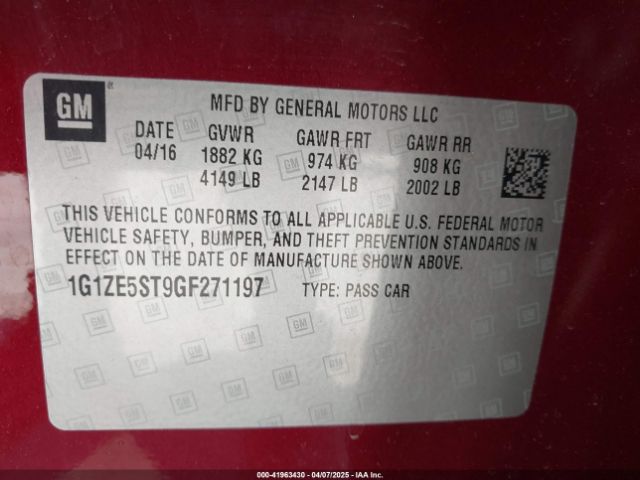 GM
MFD BY GENERAL MOTORS LLC
DATE GVWR GAWR FRT GAWR RR
04/16 1882 KG 974 KG 908 KG
4149 LB 2147 LB 2002 LB
THIS VEHICLE CONFORMS TO ALL APPLICABLE U.S. FEDERAL MOTOR
VEHICLE SAFETY, BUMPER, AND THEFT PREVENTION STANDARDS IN
EFFECT ON THE DATE OF MANUFACTURE SHOWN ABOVE.
1G1ZE5ST9GF271197 TYPE: PASS CAR
000-41963430 - 04/07/2025 - IAAI.com